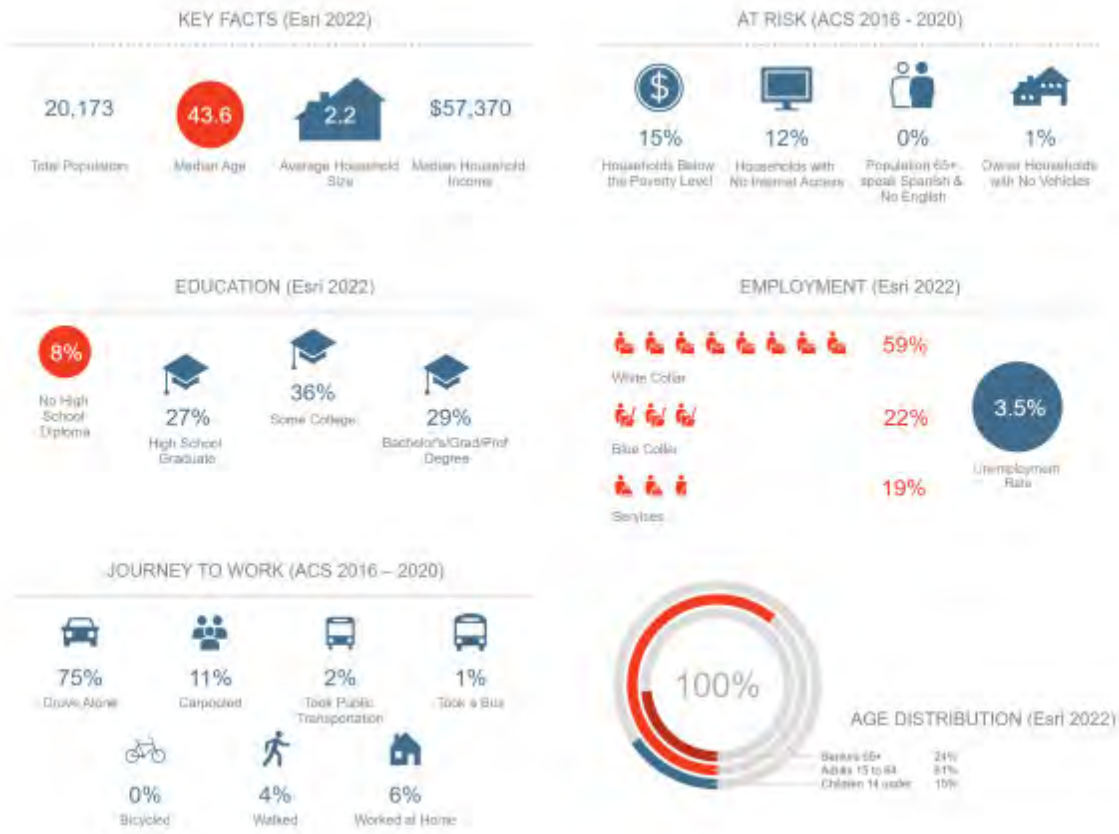 KEY FACTS (Esri 2022)
20,173
Total Population
43.6
Median Age
2.2
Average Household
Size
$57,370
Median Household
Income
AT RISK (ACS 2016 - 2020)
15%
Households Below
the Poverty Level
12%
Households with
No Internet Access
0%
Population 65+
speak Spanish &
No English
1%
Owner Households
with No Vehicles
EDUCATION (Esri 2022)
8%
No High
School
Diploma
27%
High School
Graduate
36%
Some College
29%
Bachelor's/Grad/Prof
Degree
EMPLOYMENT (Esri 2022)
59%
White Collar
22%
Blue Collar
19%
Services
3.5%
Unemployment
Rate
JOURNEY TO WORK (ACS 2016 – 2020)
75%
Drove Alone
11%
Carpooled
2%
Took Public
Transportation
1%
Took a Bus
0%
Bicycled
4%
Walked
6%
Worked at Home
100%
AGE DISTRIBUTION (Esri 2022)
Seniors 65+ 24%
Adults 15 to 64 61%
Children 14 under 15%